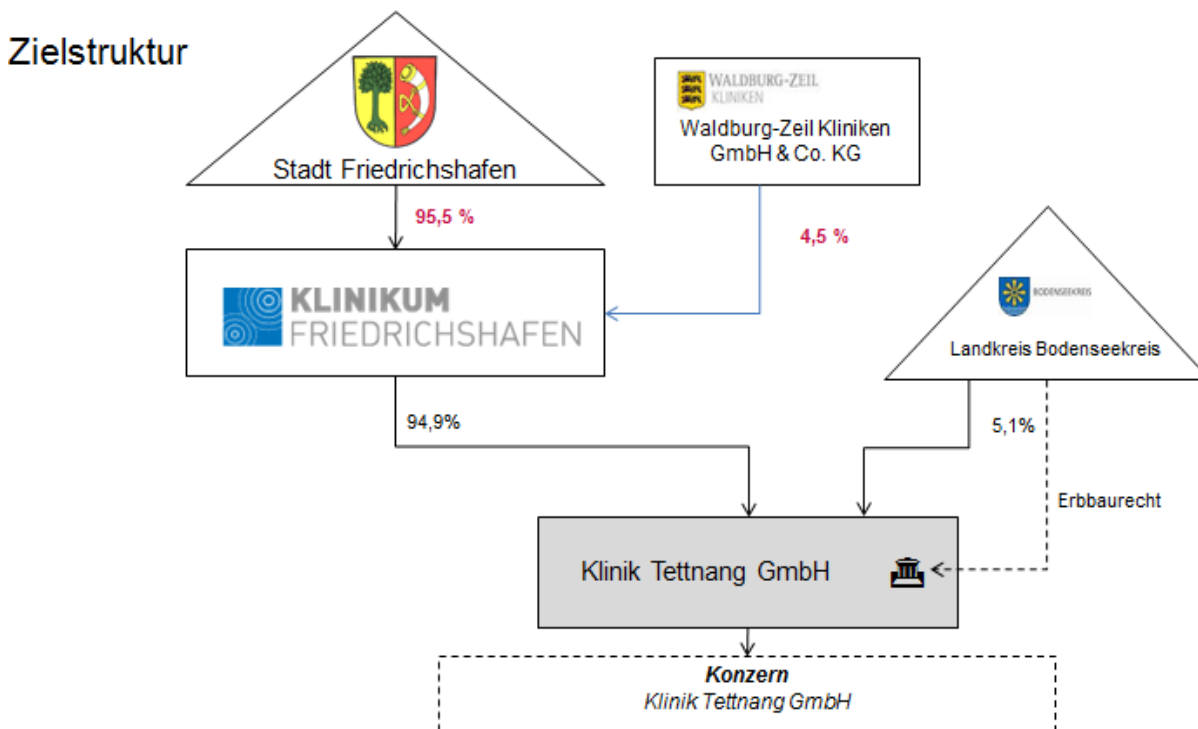 Zielstruktur
Stadt Friedrichshafen
WALDBURG-ZEIL
KLINIKEN
Waldburg-Zeil Kliniken
GmbH & Co. KG
95,5 %
4,5 %
KLINIKUM
FRIEDRICHSHAFEN
BODENSEEKREIS
Landkreis Bodenseekreis
94,9%
5,1%
Erbbaurecht
Klinik Tettnang GmbH
Konzern
Klinik Tettnang GmbH